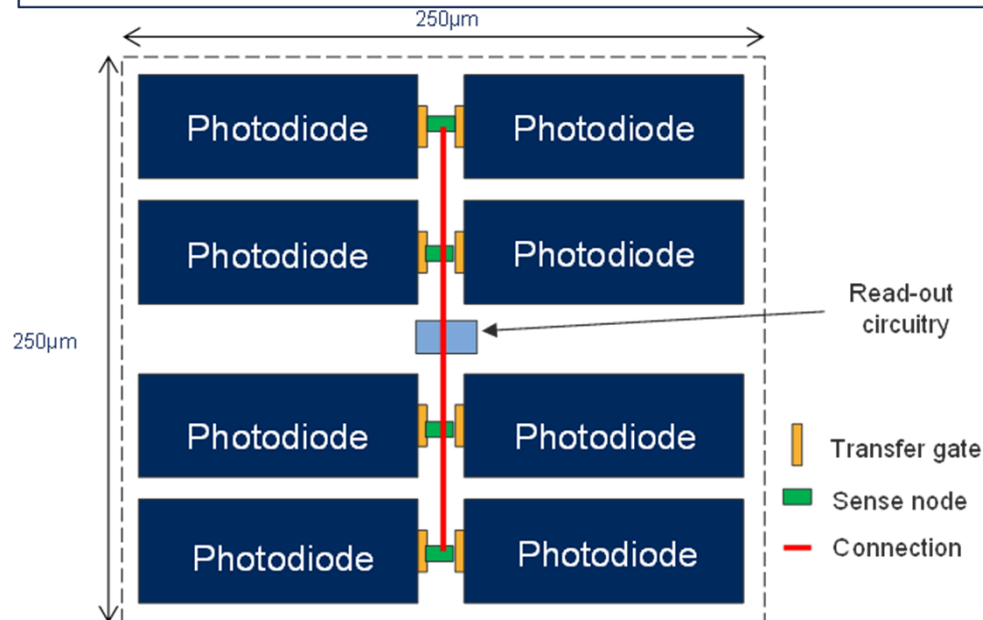 250µm
Photodiode
Photodiode
Photodiode
Photodiode
Read-out
circuitry
250µm
Photodiode
Photodiode
Transfer gate
Sense node
Photodiode
Photodiode
Connection